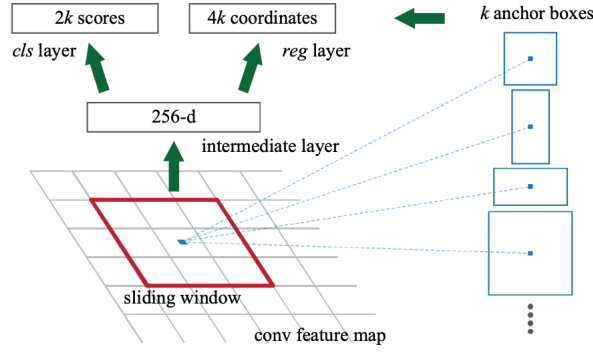 2k scores
4k coordinates
k anchor boxes
cls layer
reg layer
256-d
intermediate layer
sliding window
conv feature map